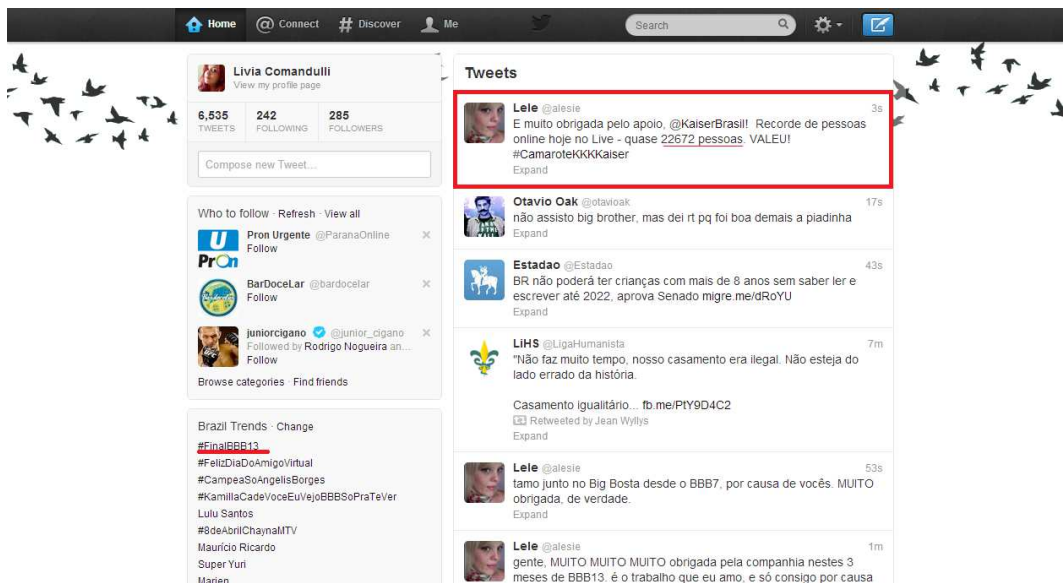 Home @ Connect # Discover Me Search
Livia Comandulli
View my profile page
6,535 242 285
TWEETS FOLLOWING FOLLOWERS
Compose new Tweet...
Who to follow · Refresh · View all
Pron Urgente @ParanaOnline ×
Follow
PrOn
BarDoceLar @bardocelar ×
Follow
juniorcigano @junior_cigano ×
Followed by Rodrigo Nogueira an...
Follow
Browse categories · Find friends
Brazil Trends · Change
#FinalBBB13
#FelizDiaDoAmigoVirtual
#CampeaSoAngelisBorges
#KamillaCadeVoceEuVejoBBBSoPraTeVer
Lulu Santos
#8deAbrilChaynaMTV
Maurício Ricardo
Super Yuri
Marien
Tweets
Lele @alesie 3s
E muito obrigada pelo apoio, @KaiserBrasil! Recorde de pessoas
online hoje no Live - quase 22672 pessoas. VALEU!
#CamaroteKKKKaiser
Expand
Otavio Oak @otavioak 17s
não assisto big brother, mas dei rt pq foi boa demais a piadinha
Expand
Estadao @Estadao 43s
BR não poderá ter crianças com mais de 8 anos sem saber ler e
escrever até 2022, aprova Senado migre.me/dRoYU
Expand
LiHS @LigaHumanista 7m
"Não faz muito tempo, nosso casamento era ilegal. Não esteja do
lado errado da história.
Casamento igualitário... fb.me/PtY9D4C2
Retweeted by Jean Wyllys
Expand
Lele @alesie 53s
tamo junto no Big Bosta desde o BBB7, por causa de vocês. MUITO
obrigada, de verdade.
Expand
Lele @alesie 1m
gente, MUITO MUITO MUITO obrigada pela companhia nestes 3
meses de BBB13. é o trabalho que eu amo, e só consigo por causa